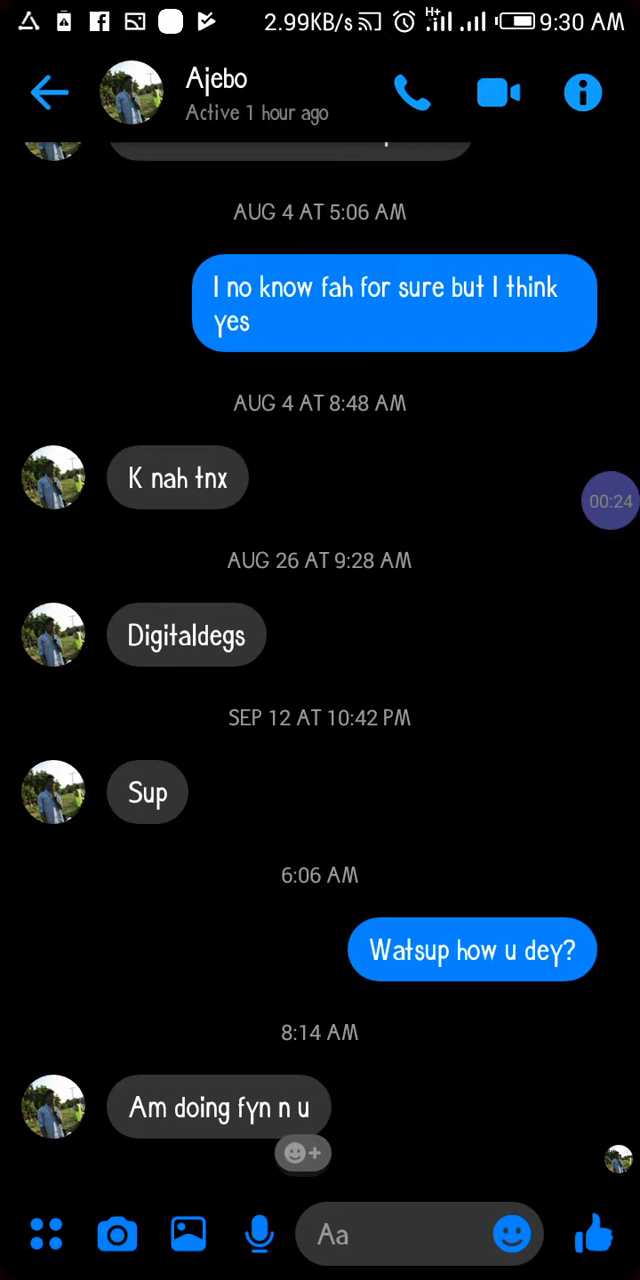 2.99KB/s H+ 9:30 AM
Ajebo
Active 1 hour ago
AUG 4 AT 5:06 AM
I no know fah for sure but I think
yes
AUG 4 AT 8:48 AM
K nah tnx
00:24
AUG 26 AT 9:28 AM
Digitaldegs
SEP 12 AT 10:42 PM
Sup
6:06 AM
Watsup how u dey?
8:14 AM
Am doing fyn n u
Aa